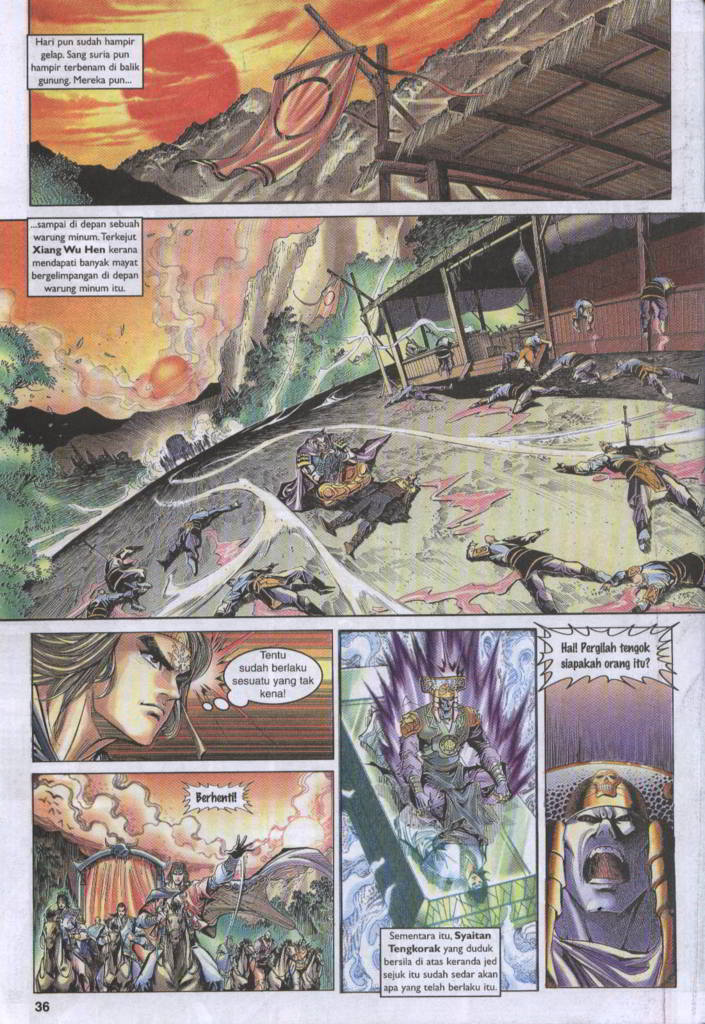 Hari pun sudah hampir
gelap. Sang suria pun
hampir terbenam di balik
gunung. Mereka pun...
...sampai di depan sebuah
warung minum. Terkejut
Xiang Wu Hen kerana
mendapati banyak mayat
bergelimpangan di depan
warung minum itu.
Tentu
sudah berlaku
sesuatu yang tak
kena!
Berhenti!
Sementara itu, Syaitan
Tengkorak yang duduk
bersila di atas keranda jed
sejuk itu sudah sedar akan
apa yang telah berlaku itu.
Hai! Pergilah tengok
siapakah orang itu?
36